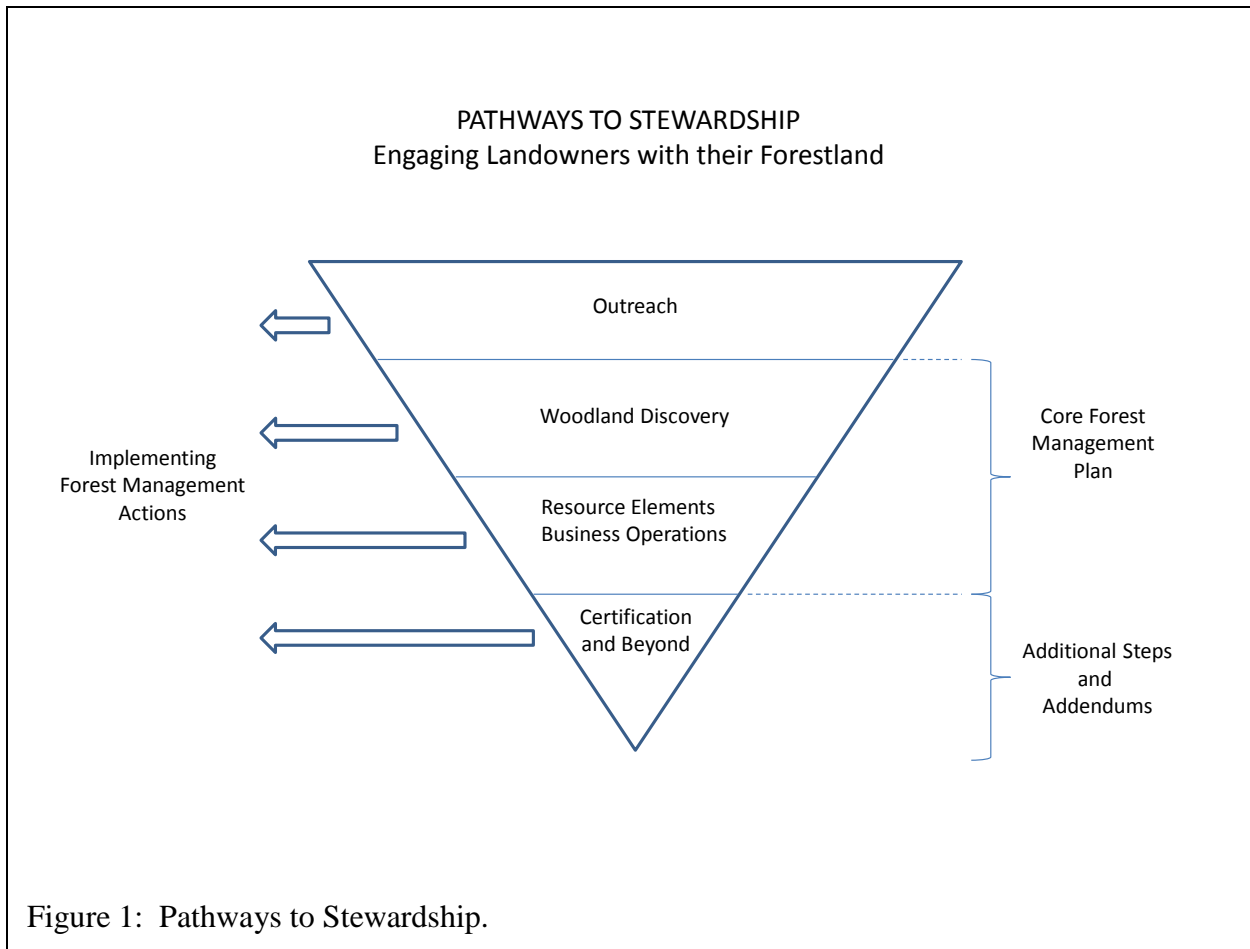 PATHWAYS TO STEWARDSHIP
Engaging Landowners with their Forestland
Outreach
Woodland Discovery
Core Forest
Management
Plan
Implementing
Forest Management
Actions
Resource Elements
Business Operations
Certification
and Beyond
Additional Steps
and
Addendums
Figure 1:  Pathways to Stewardship.